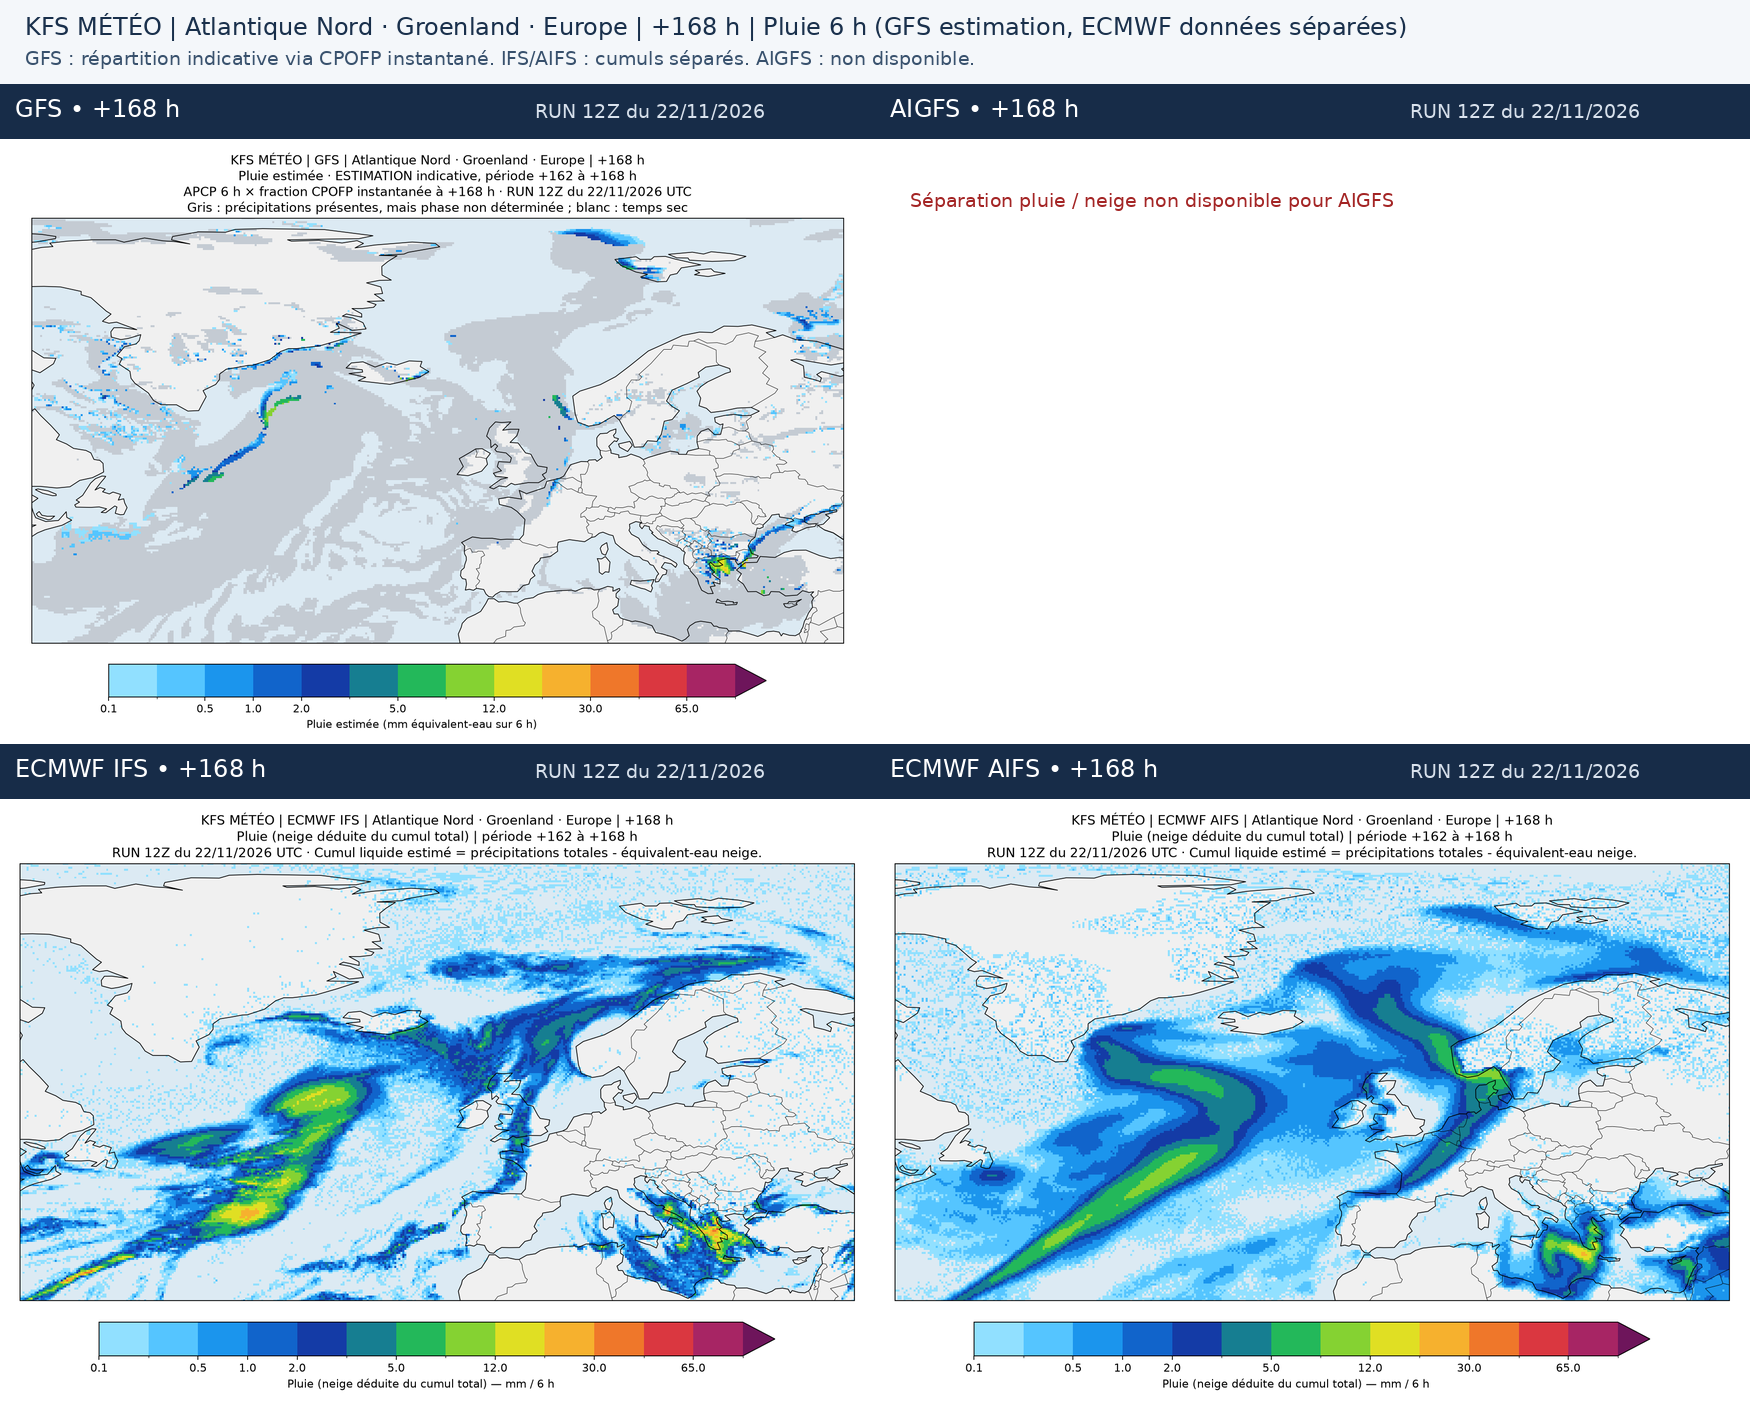 KFS MÉTÉO | Atlantique Nord · Groenland · Europe | +168 h | Pluie 6 h (GFS estimation, ECMWF données séparées)
GFS : répartition indicative via CPOFP instantané. IFS/AIFS : cumuls séparés. AIGFS : non disponible.
GFS • +168 h
RUN 12Z du 22/11/2026
AIGFS • +168 h
RUN 12Z du 22/11/2026
KFS MÉTÉO | GFS | Atlantique Nord · Groenland · Europe | +168 h
Pluie estimée · ESTIMATION indicative, période +162 à +168 h
APCP 6 h × fraction CPOFP instantanée à +168 h · RUN 12Z du 22/11/2026 UTC
Gris : précipitations présentes, mais phase non déterminée ; blanc : temps sec
Séparation pluie / neige non disponible pour AIGFS
0.1 0.5 1.0 2.0 5.0 12.0 30.0 65.0
Pluie estimée (mm équivalent-eau sur 6 h)
ECMWF IFS • +168 h
RUN 12Z du 22/11/2026
ECMWF AIFS • +168 h
RUN 12Z du 22/11/2026
KFS MÉTÉO | ECMWF IFS | Atlantique Nord · Groenland · Europe | +168 h
Pluie (neige déduite du cumul total) | période +162 à +168 h
RUN 12Z du 22/11/2026 UTC · Cumul liquide estimé = précipitations totales - équivalent-eau neige.
0.1 0.5 1.0 2.0 5.0 12.0 30.0 65.0
Pluie (neige déduite du cumul total) — mm / 6 h
KFS MÉTÉO | ECMWF AIFS | Atlantique Nord · Groenland · Europe | +168 h
Pluie (neige déduite du cumul total) | période +162 à +168 h
RUN 12Z du 22/11/2026 UTC · Cumul liquide estimé = précipitations totales - équivalent-eau neige.
0.1 0.5 1.0 2.0 5.0 12.0 30.0 65.0
Pluie (neige déduite du cumul total) — mm / 6 h